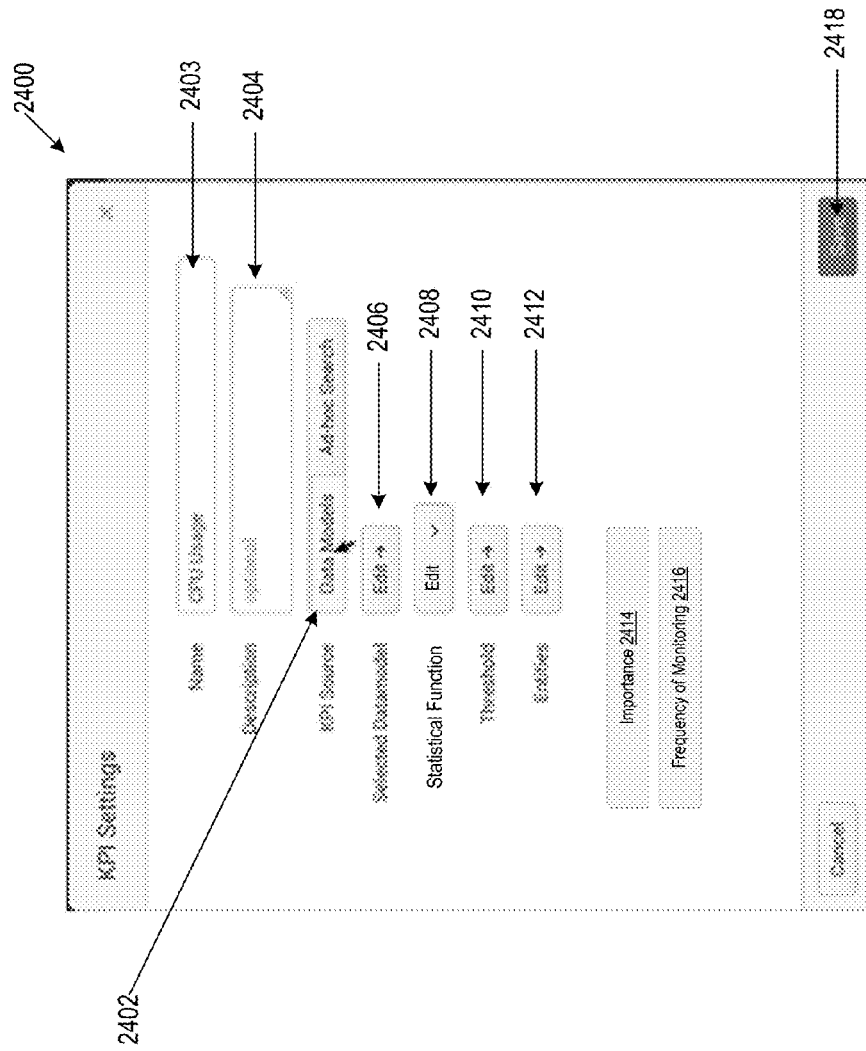 2400
KPI Settings
X
Name CPU Usage
2403
Description optional
2404
2402
KPI Source Data Models Ad-hoc Search
Selected Datamodel Edit →
2406
Statistical Function Edit
2408
Threshold Edit →
2410
Entities Edit →
2412
Importance 2414
Frequency of Monitoring 2416
Cancel
2418